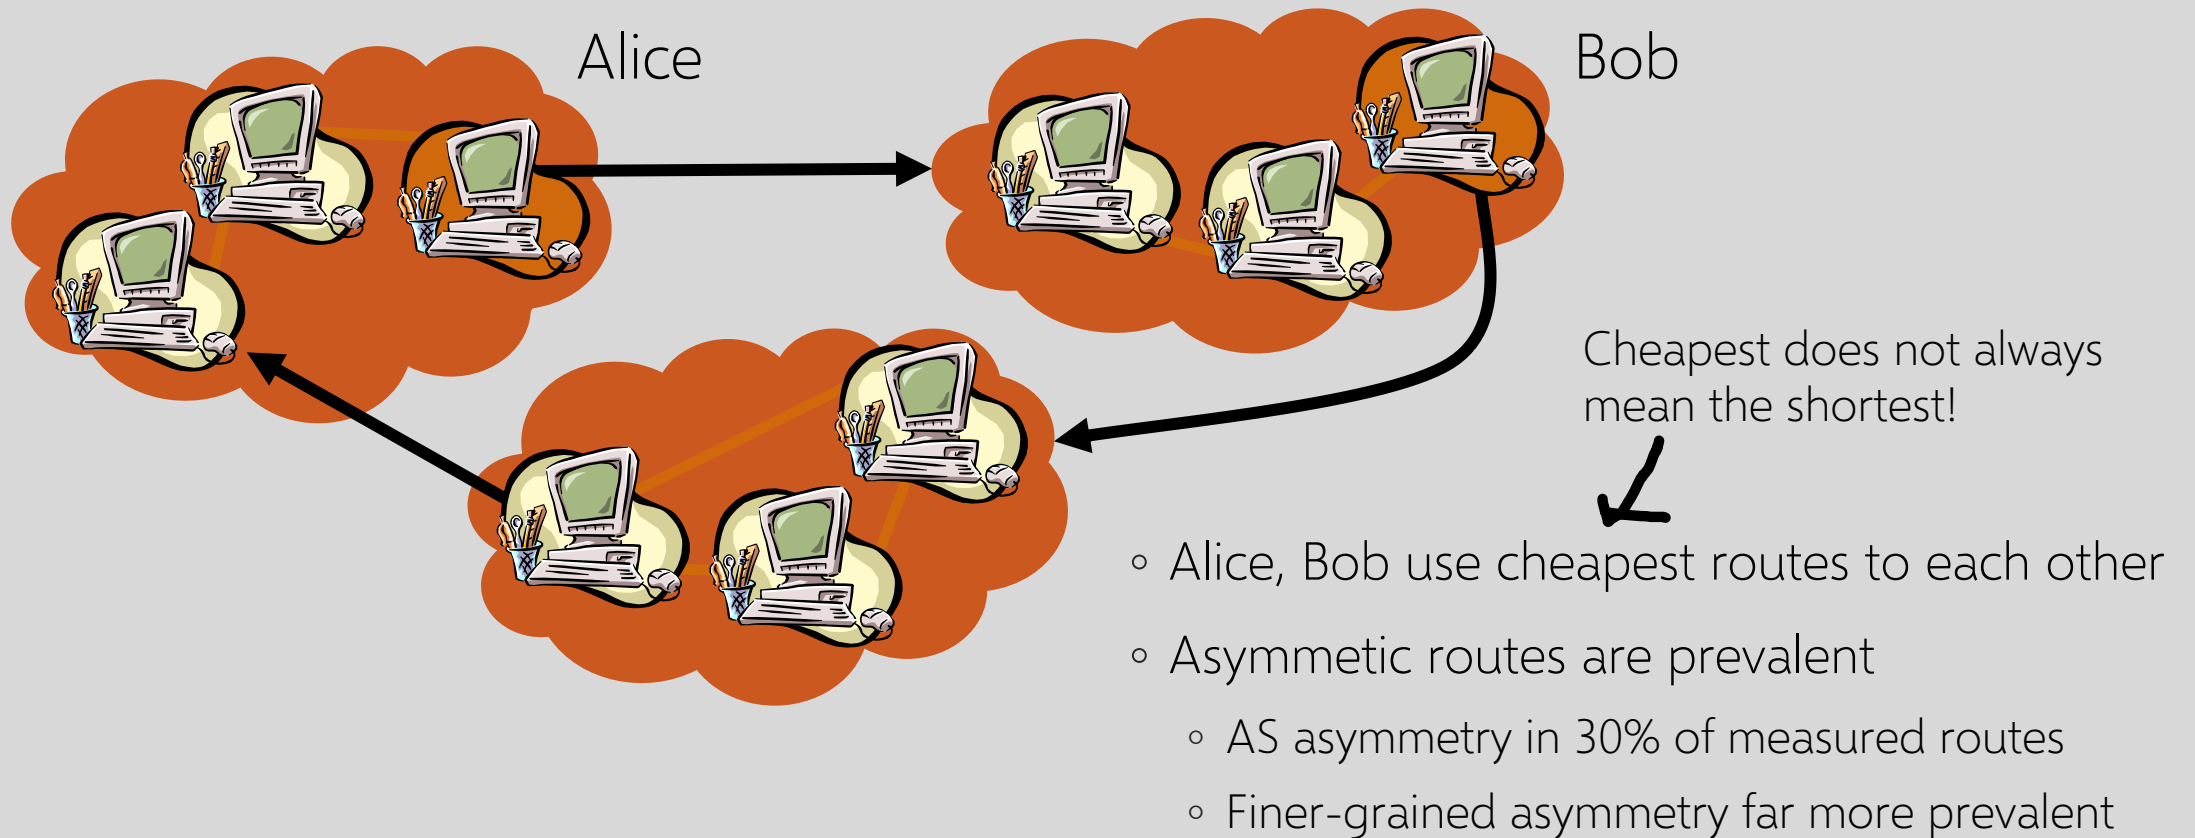 Alice
Bob
Cheapest does not always
mean the shortest!
◦ Alice, Bob use cheapest routes to each other
◦ Asymmetic routes are prevalent
◦ AS asymmetry in 30% of measured routes
◦ Finer-grained asymmetry far more prevalent